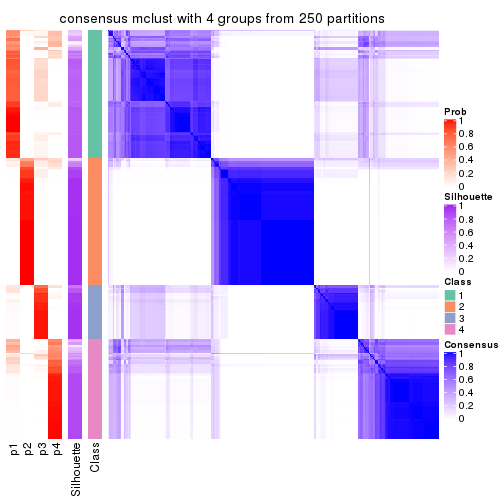 consensus mclust with 4 groups from 250 partitions
Prob
1
0.8
0.6
0.4
0.2
0
Silhouette
1
0.8
0.6
0.4
0.2
0
Class
1
2
3
4
Consensus
1
0.8
0.6
0.4
0.2
0
p1
p2
p3
p4
Silhouette
Class